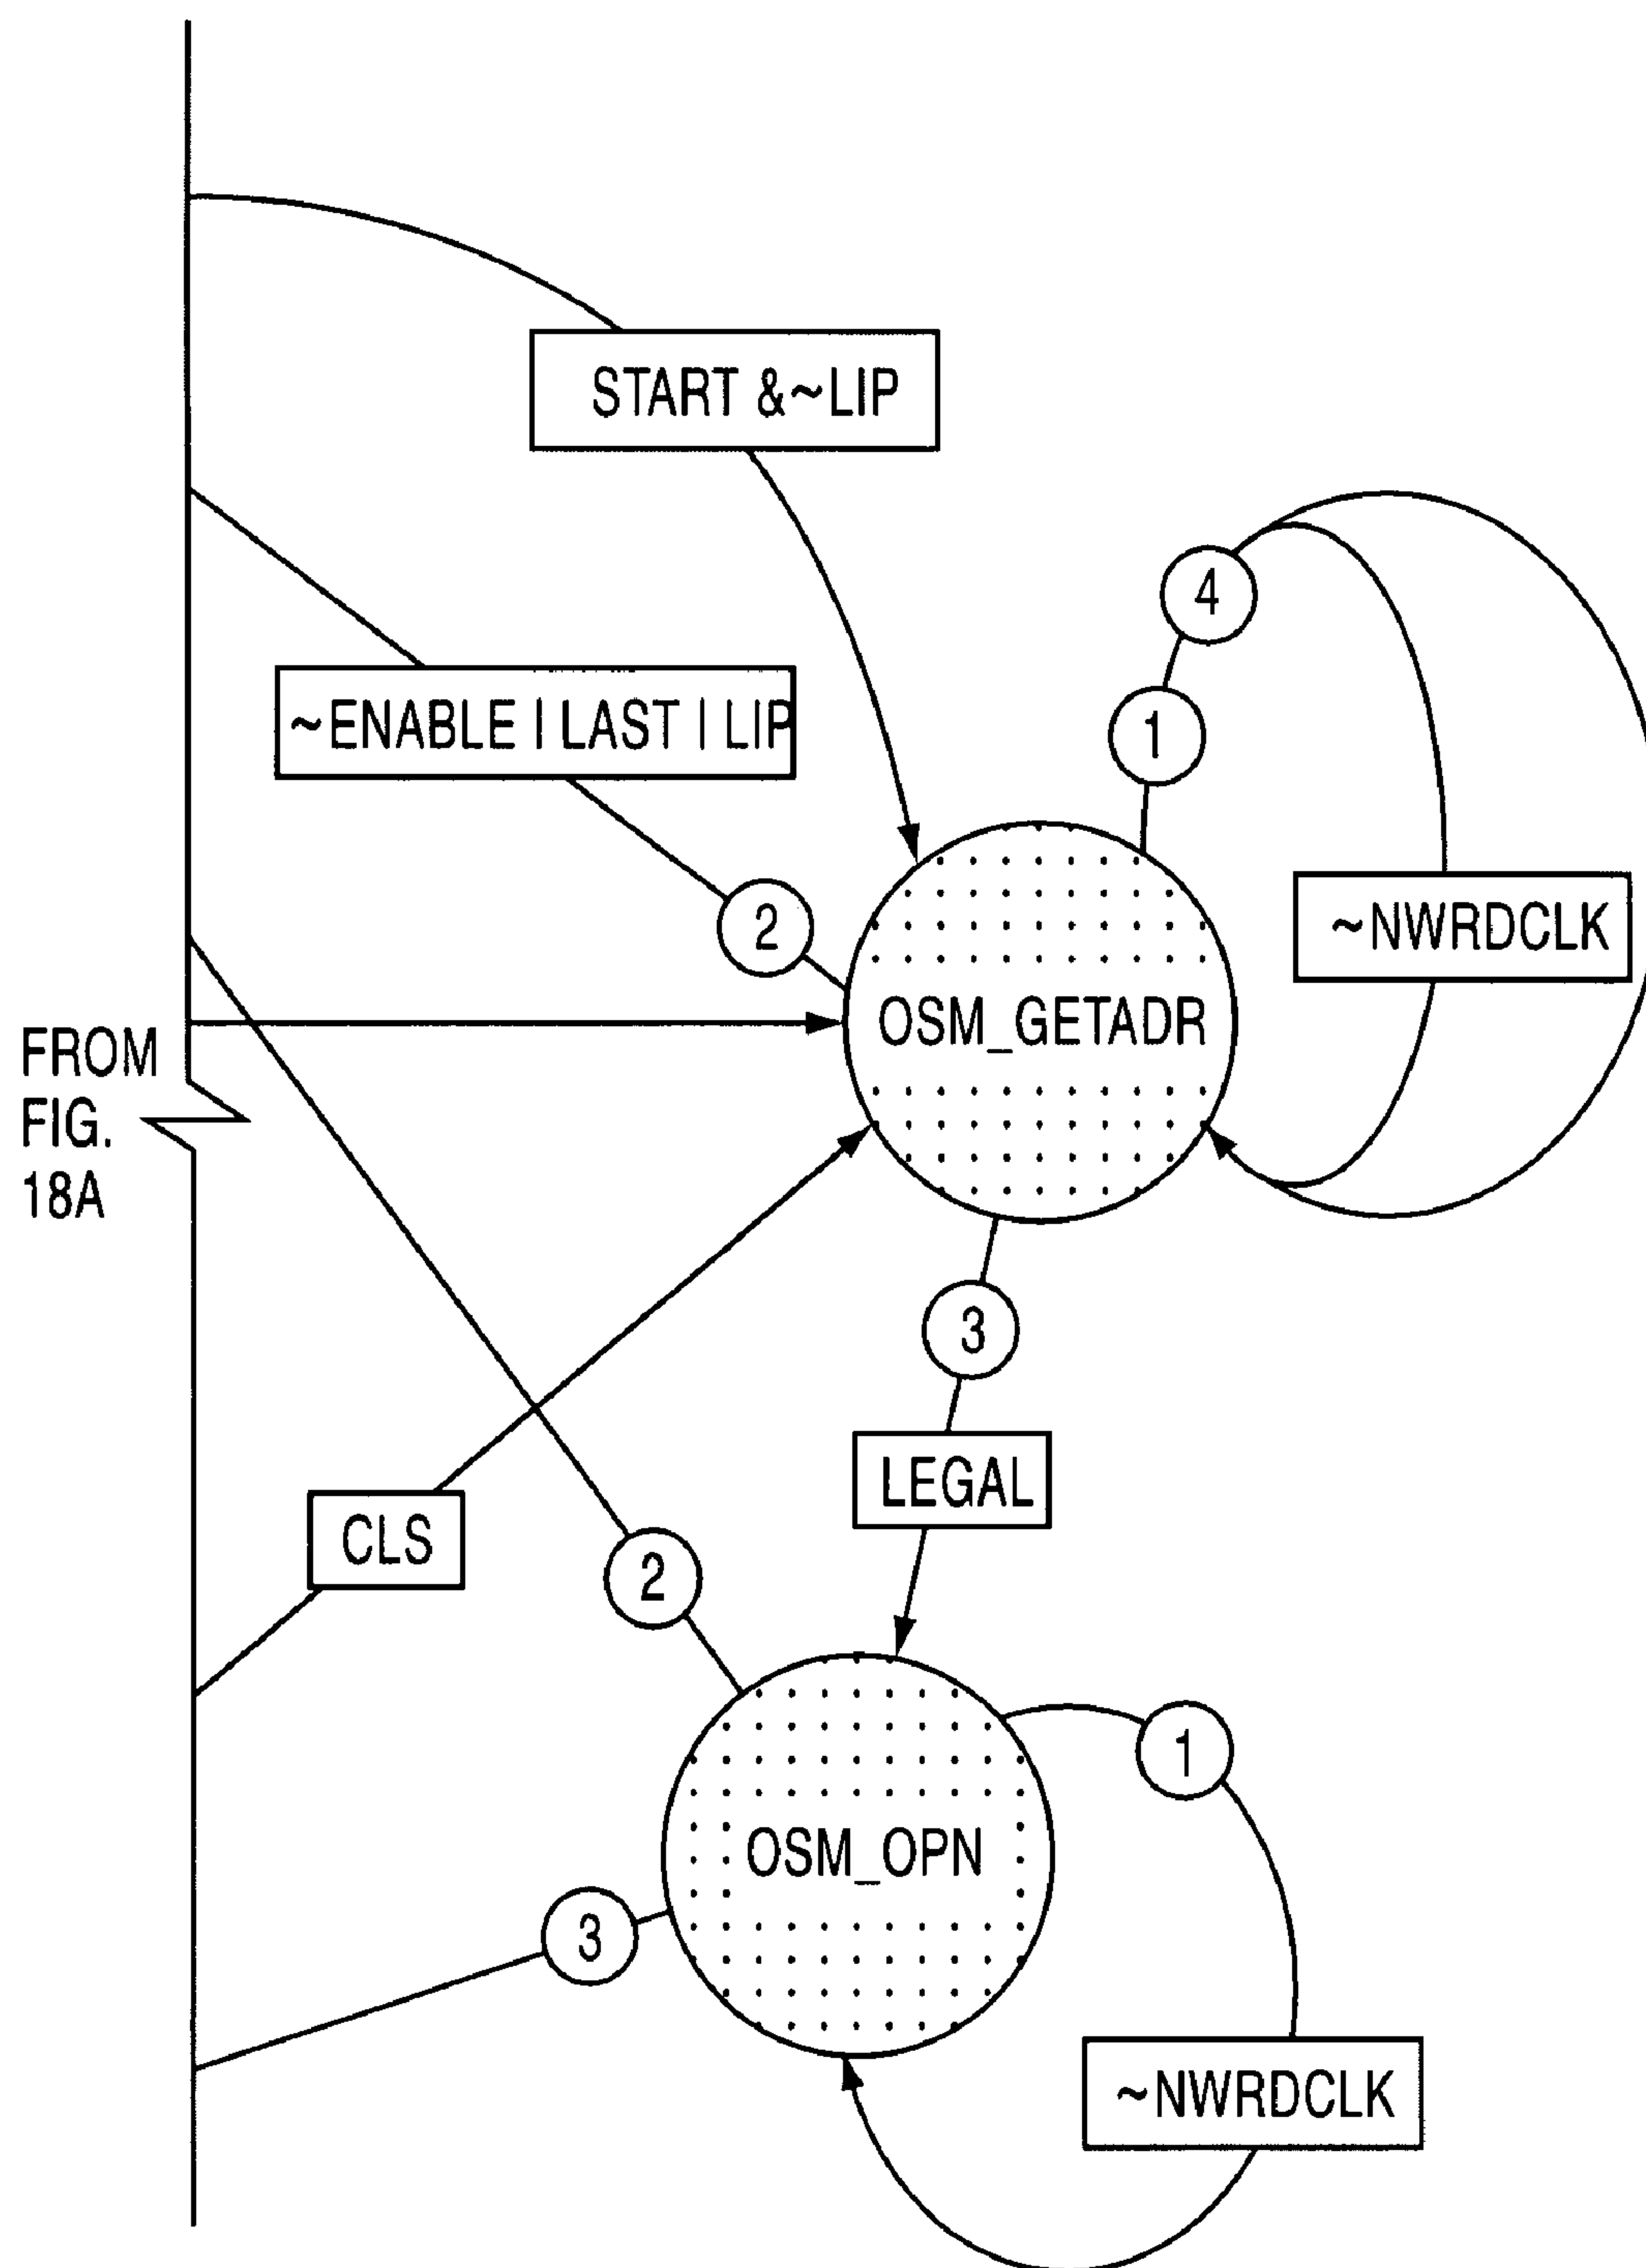 START &~LIP
4
1
~ENABLE | LAST | LIP
2
~NWRDCLK
OSM_GETADR
FROM
FIG.
18A
3
LEGAL
CLS
2
1
OSM_OPN
3
~NWRDCLK